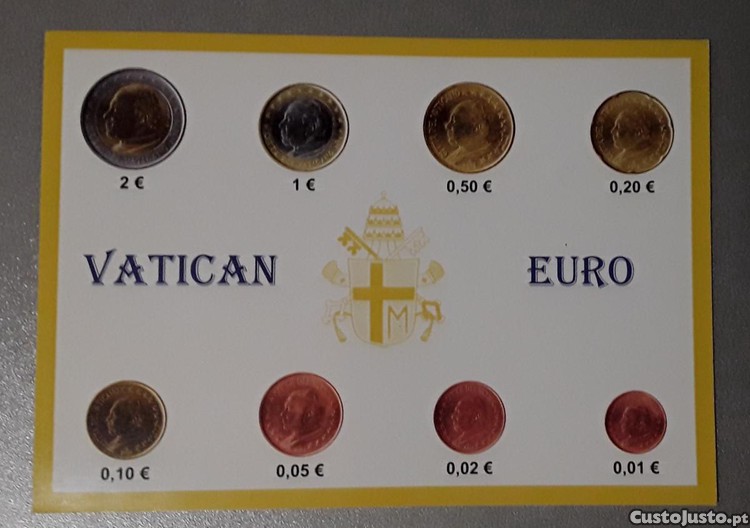 2 €
1 €
0,50 €
0,20 €
VATICAN
EURO
M
0,10 €
0,05 €
0,02 €
0,01 €
CustoJusto.pt